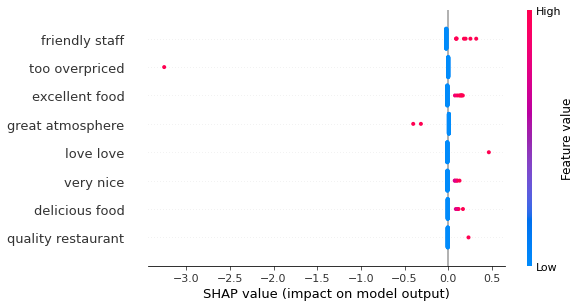 High
friendly staff
too overpriced
excellent food
great atmosphere
love love
very nice
delicious food
quality restaurant
Feature value
Low
−3.0 −2.5 −2.0 −1.5 −1.0 −0.5 0.0 0.5
SHAP value (impact on model output)